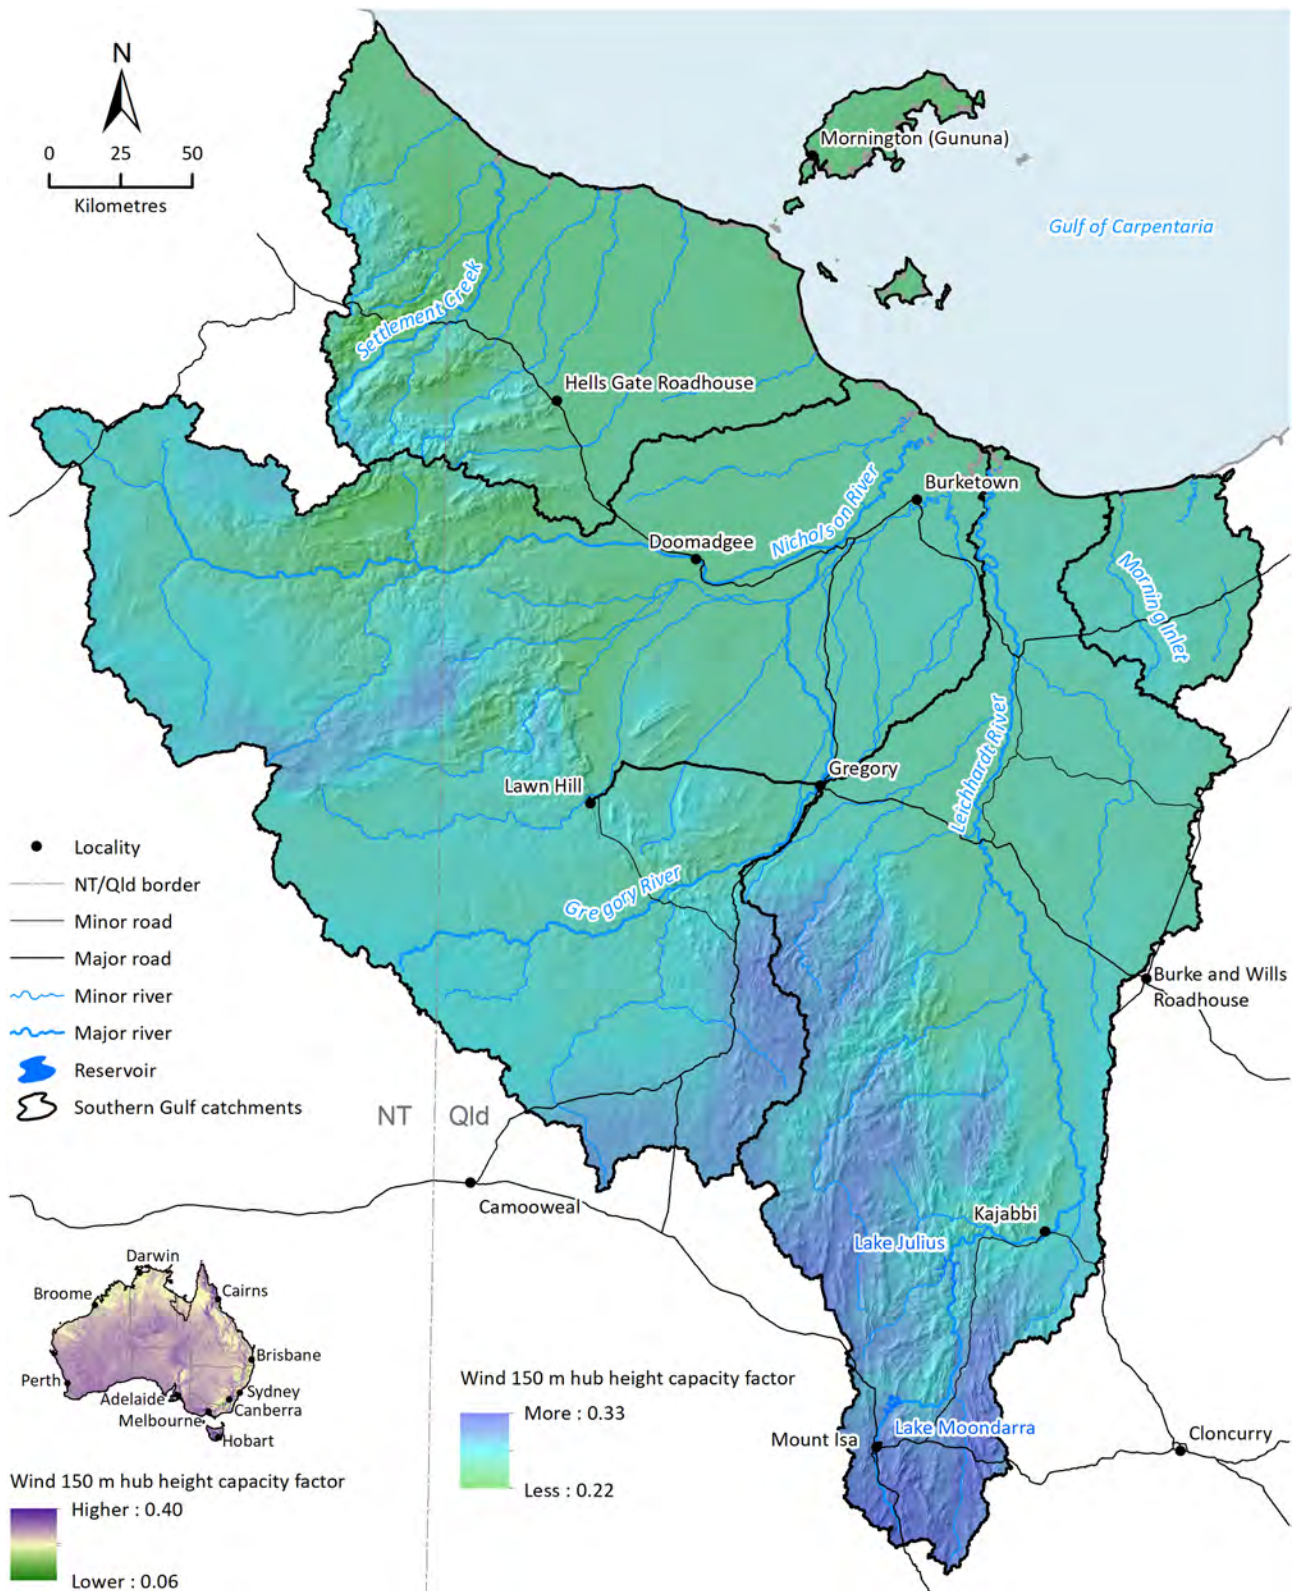 N
0 25 50
Kilometres
Mornington (Gununa)
Gulf of Carpentaria
Settlement Creek
Hells Gate Roadhouse
Burketown
Nicholson River
Doomadgee
Morning Inlet
Leichhardt River
Gregory
Lawn Hill
Gregory River
Burke and Wills
Roadhouse
Locality
NT/Qld border
Minor road
Major road
Minor river
Major river
Reservoir
Southern Gulf catchments
NT Qld
Camooweal
Kajabbi
Lake Julius
Darwin
Broome
Cairns
Brisbane
Perth
Adelaide
Sydney
Canberra
Melbourne
Hobart
Wind 150 m hub height capacity factor
More : 0.33
Less : 0.22
Lake Moondarra
Mount Isa
Cloncurry
Wind 150 m hub height capacity factor
Higher : 0.40
Lower : 0.06